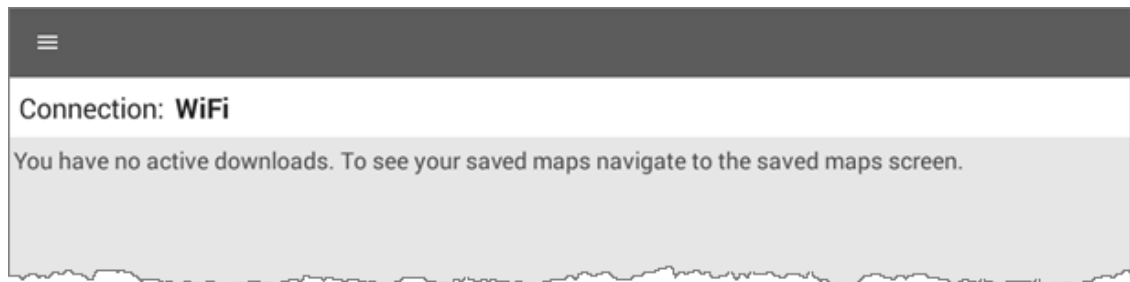 Connection: WiFi
You have no active downloads. To see your saved maps navigate to the saved maps screen.